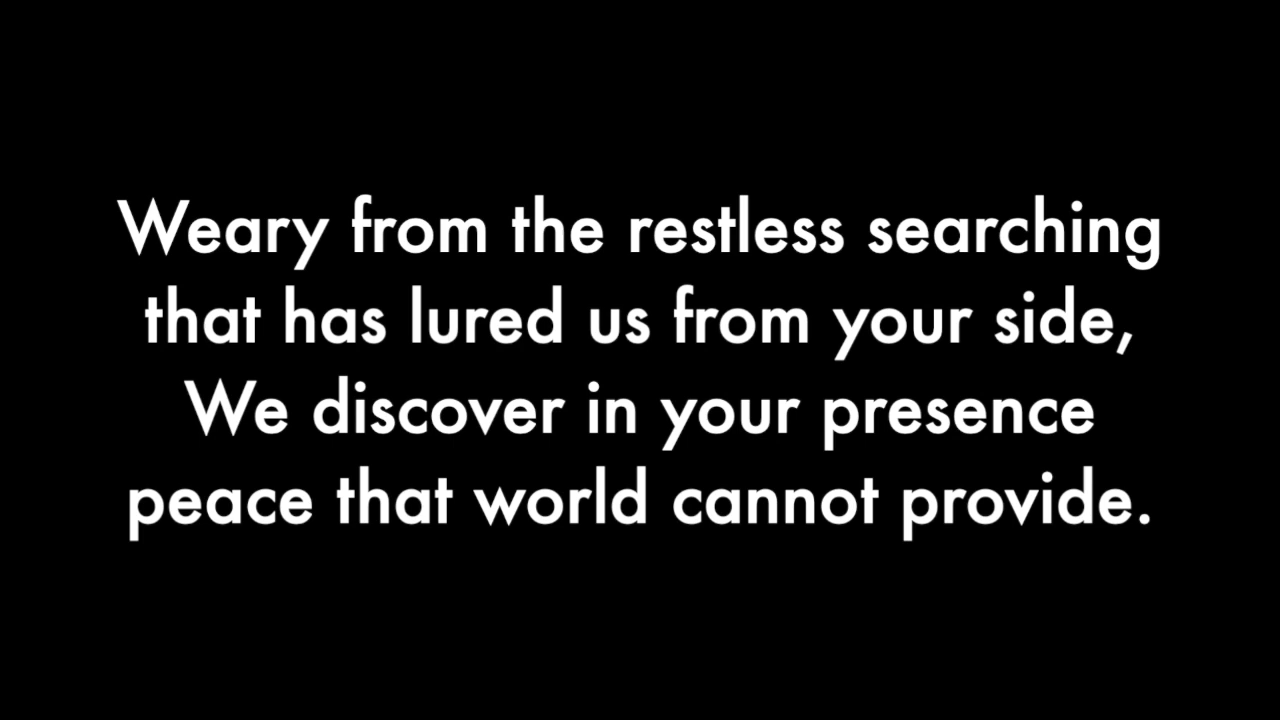 Weary from the restless searching
that has lured us from your side,
We discover in your presence
peace that world cannot provide.